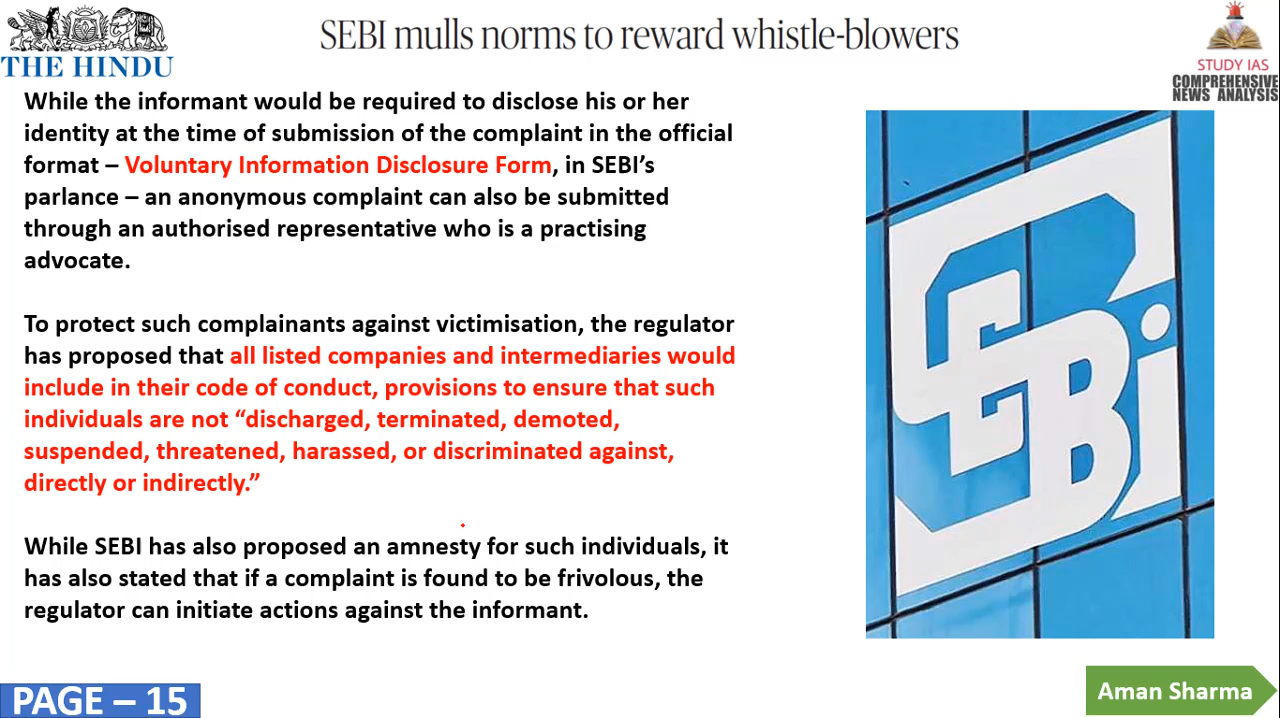 SEBI mulls norms to reward whistle-blowers
THE HINDU
STUDY IAS
COMPREHENSIVE
NEWS ANALYSIS
While the informant would be required to disclose his or her
identity at the time of submission of the complaint in the official
format – Voluntary Information Disclosure Form, in SEBI’s
parlance – an anonymous complaint can also be submitted
through an authorised representative who is a practising
advocate.
To protect such complainants against victimisation, the regulator
has proposed that all listed companies and intermediaries would
include in their code of conduct, provisions to ensure that such
individuals are not “discharged, terminated, demoted,
suspended, threatened, harassed, or discriminated against,
directly or indirectly.”
While SEBI has also proposed an amnesty for such individuals, it
has also stated that if a complaint is found to be frivolous, the
regulator can initiate actions against the informant.
SEBi
PAGE – 15
Aman Sharma